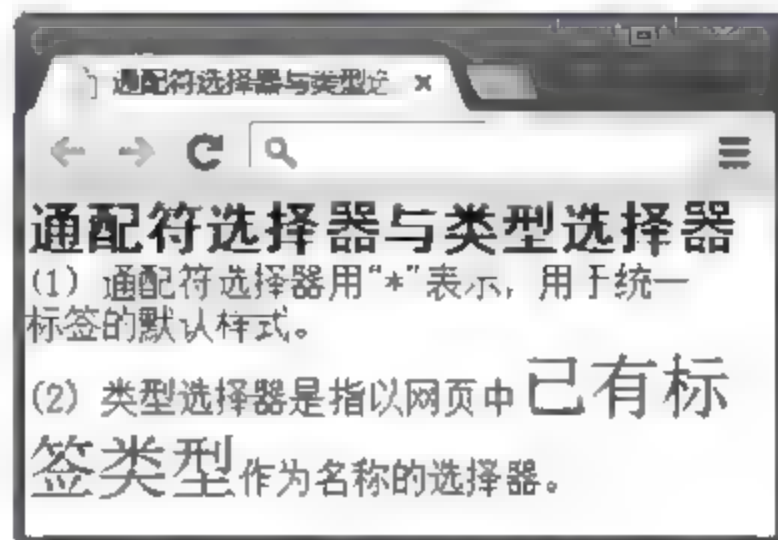 通配符选择器与类型选
通配符选择器与类型选择器
(1) 通配符选择器用“*”表示，用于统一
标签的默认样式。
(2) 类型选择器是指以网页中已有标
签类型作为名称的选择器。